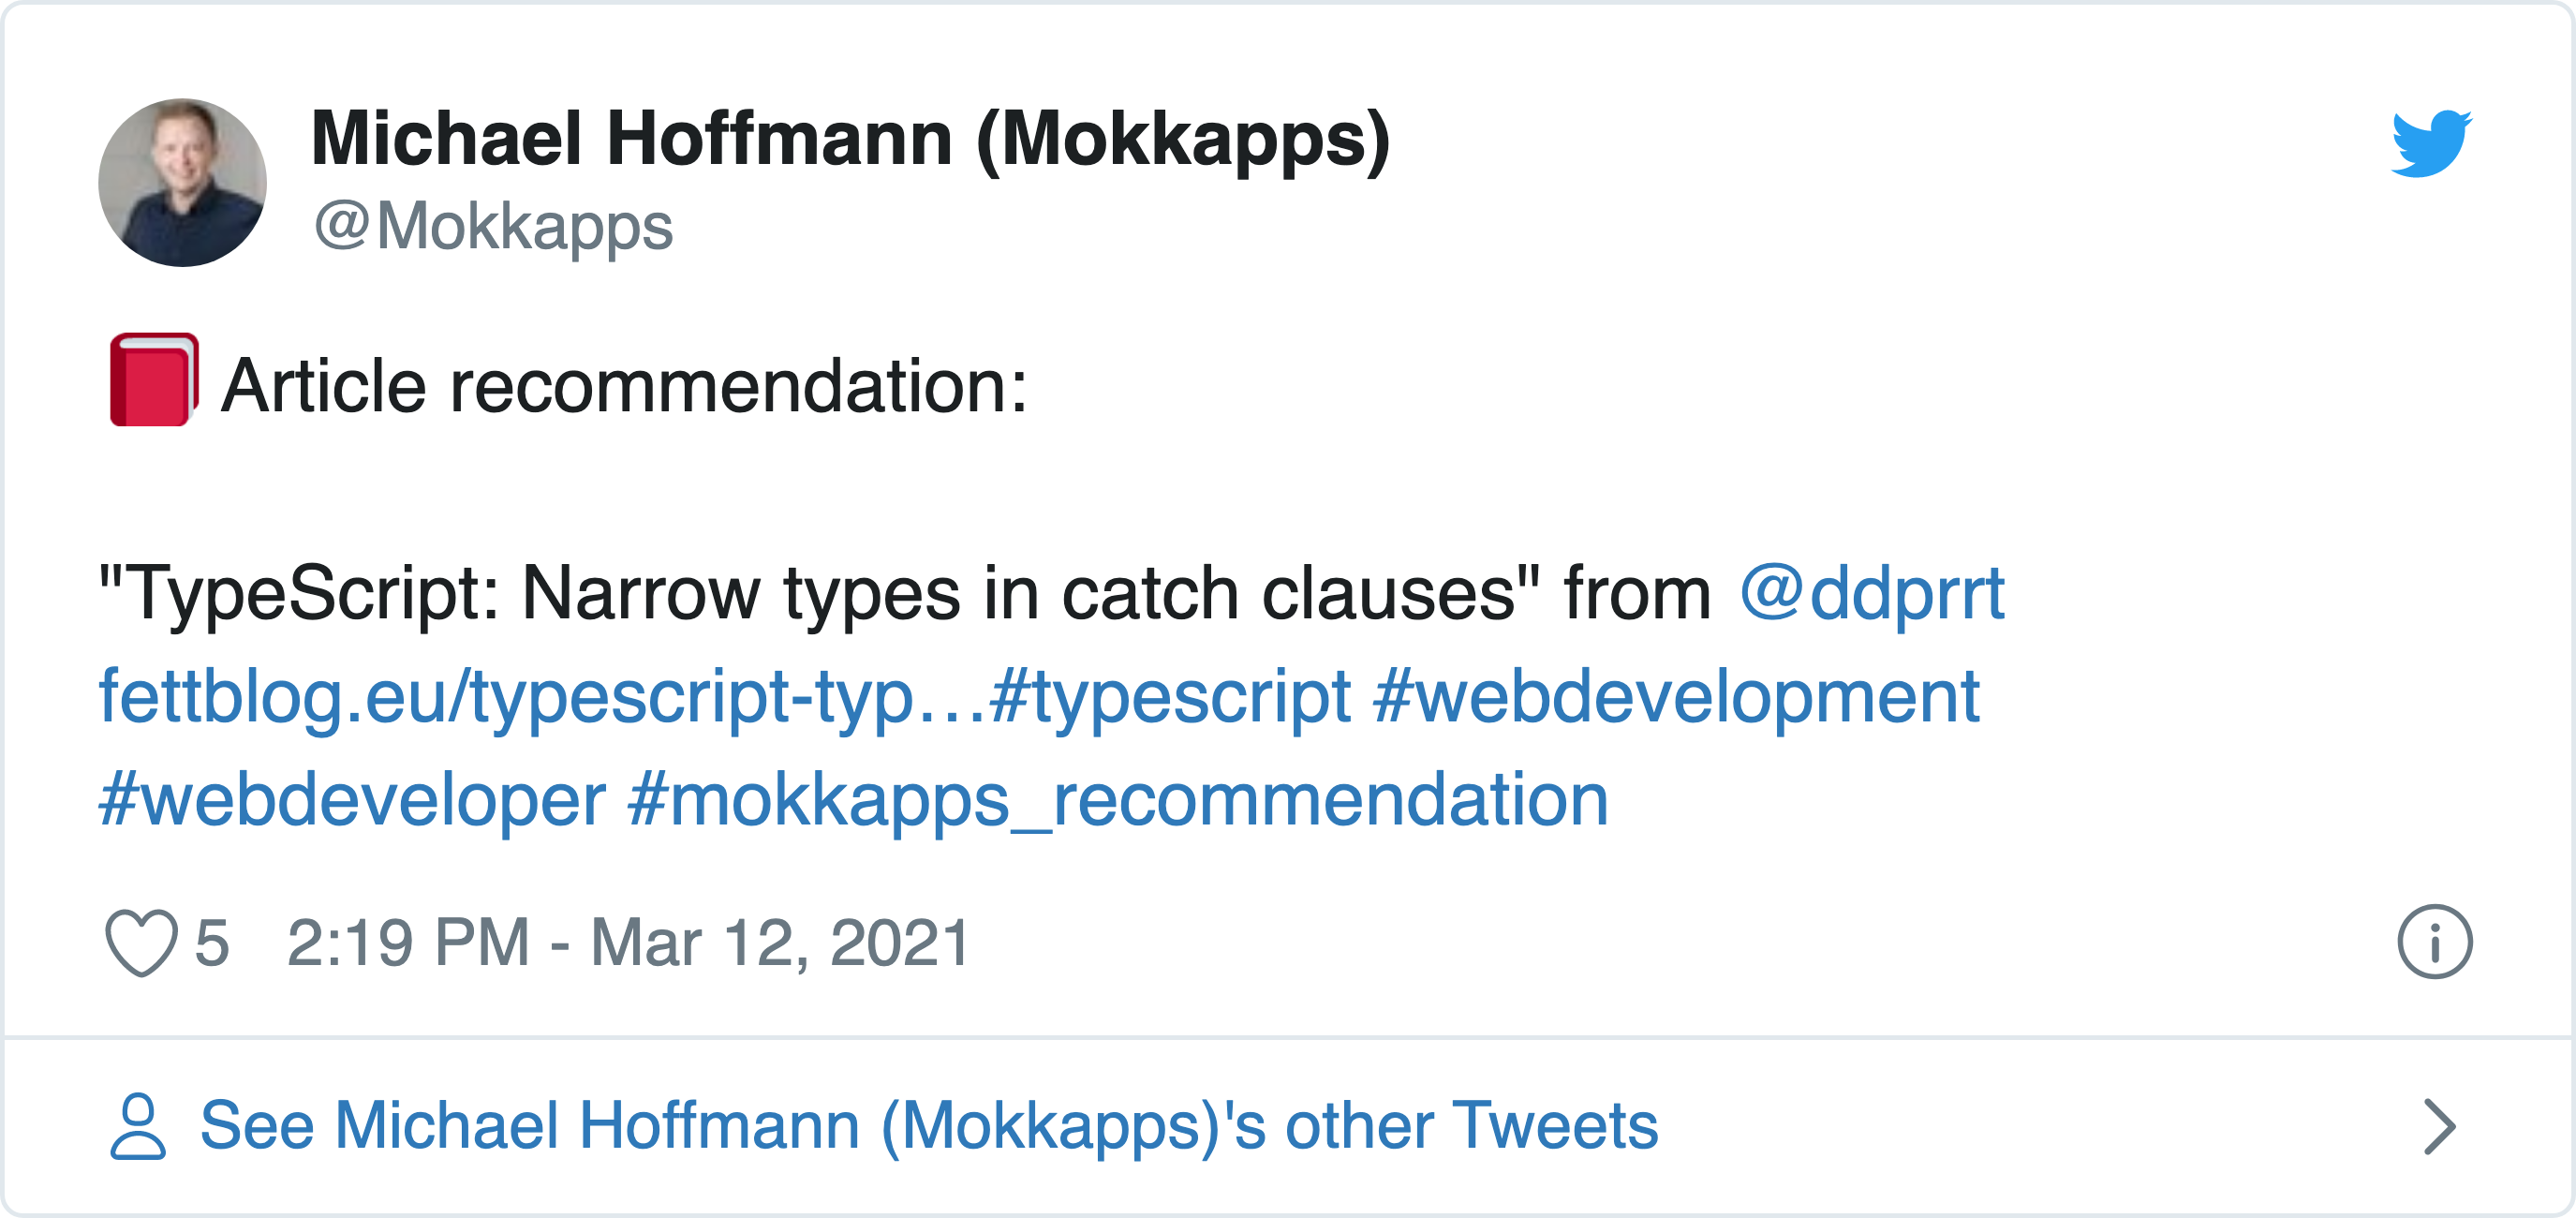 Michael Hoffmann (Mokkapps)
@Mokkapps
📕 Article recommendation:
"TypeScript: Narrow types in catch clauses" from @ddprrt
fettblog.eu/typescript-typ…#typescript #webdevelopment
#webdeveloper #mokkapps_recommendation
5 2:19 PM - Mar 12, 2021
See Michael Hoffmann (Mokkapps)'s other Tweets